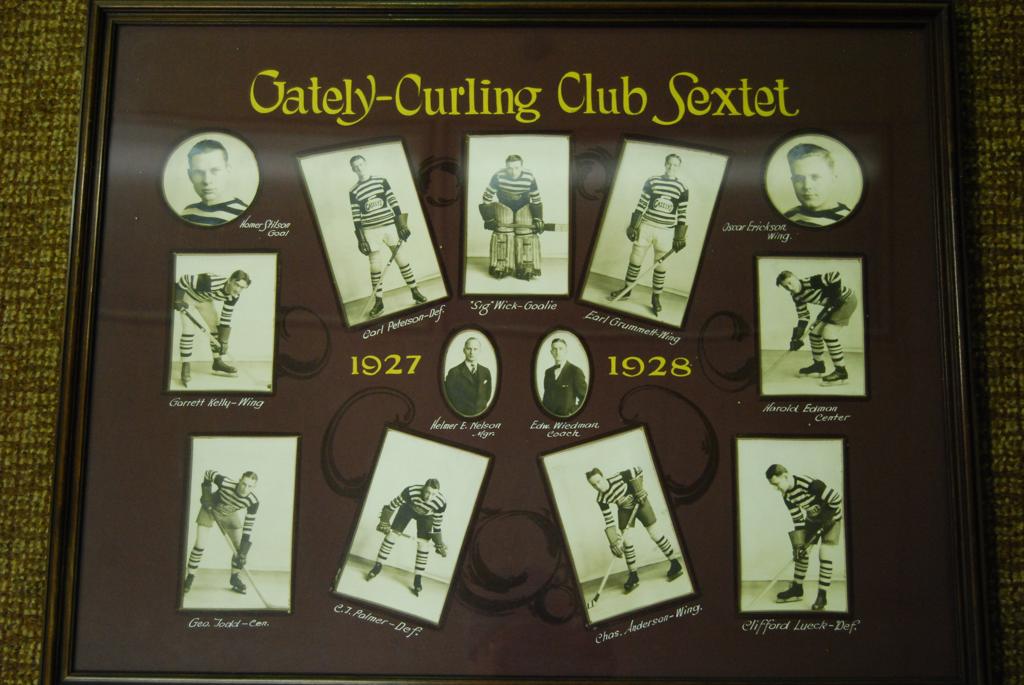 Gately-Curling Club Sextet
Homer Stilson
Goal
Carl Peterson-Def.
"Sig" Wick-Goalie
Earl Grummett-Wing
Oscar Erickson
Wing.
GATELYS
Garrett Kelly-Wing
1927
1928
Helmer E. Nelson
Mgr.
Edw. Wiedman
Coach
Harold Edman
Center
Geo. Todd-Cen.
C.J. Palmer-Def.
Chas. Anderson-Wing.
Clifford Lueck-Def.